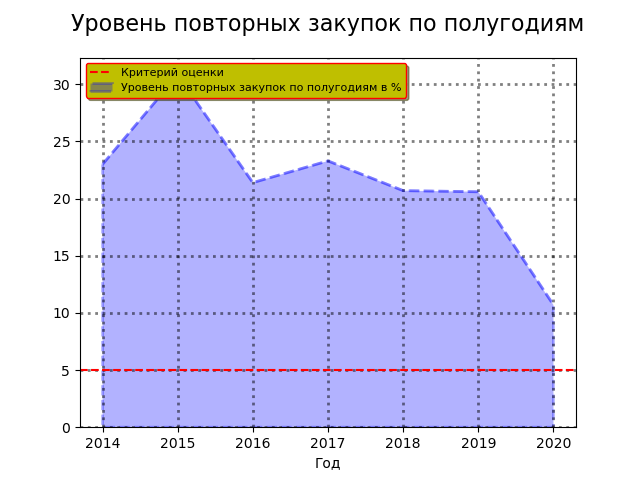 Уровень повторных закупок по полугодиям
Критерий оценки
Уровень повторных закупок по полугодиям в %
30
25
20
15
10
5
0
2014 2015 2016 2017 2018 2019 2020
Год